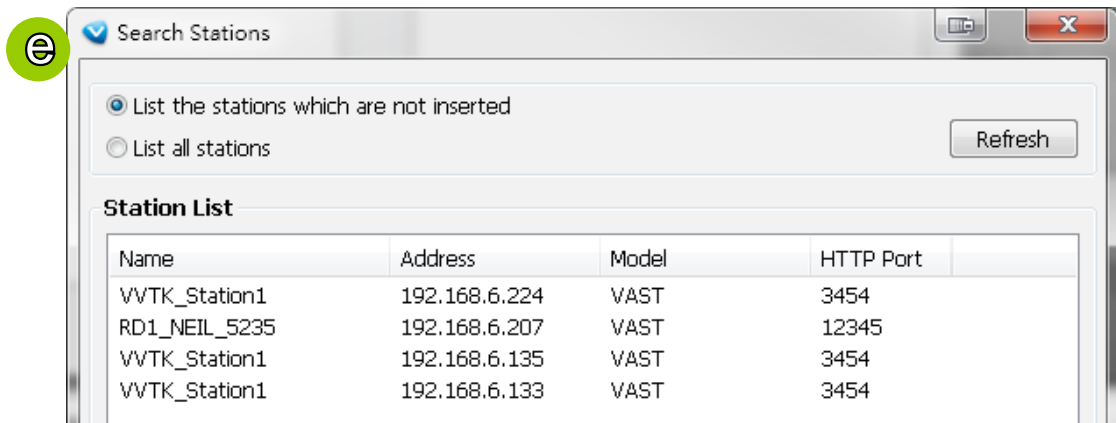 e
Search Stations
List the stations which are not inserted
List all stations
Refresh
Station List
Name Address Model HTTP Port
VVTK_Station1 192.168.6.224 VAST 3454
RD1_NEIL_5235 192.168.6.207 VAST 12345
VVTK_Station1 192.168.6.135 VAST 3454
VVTK_Station1 192.168.6.133 VAST 3454